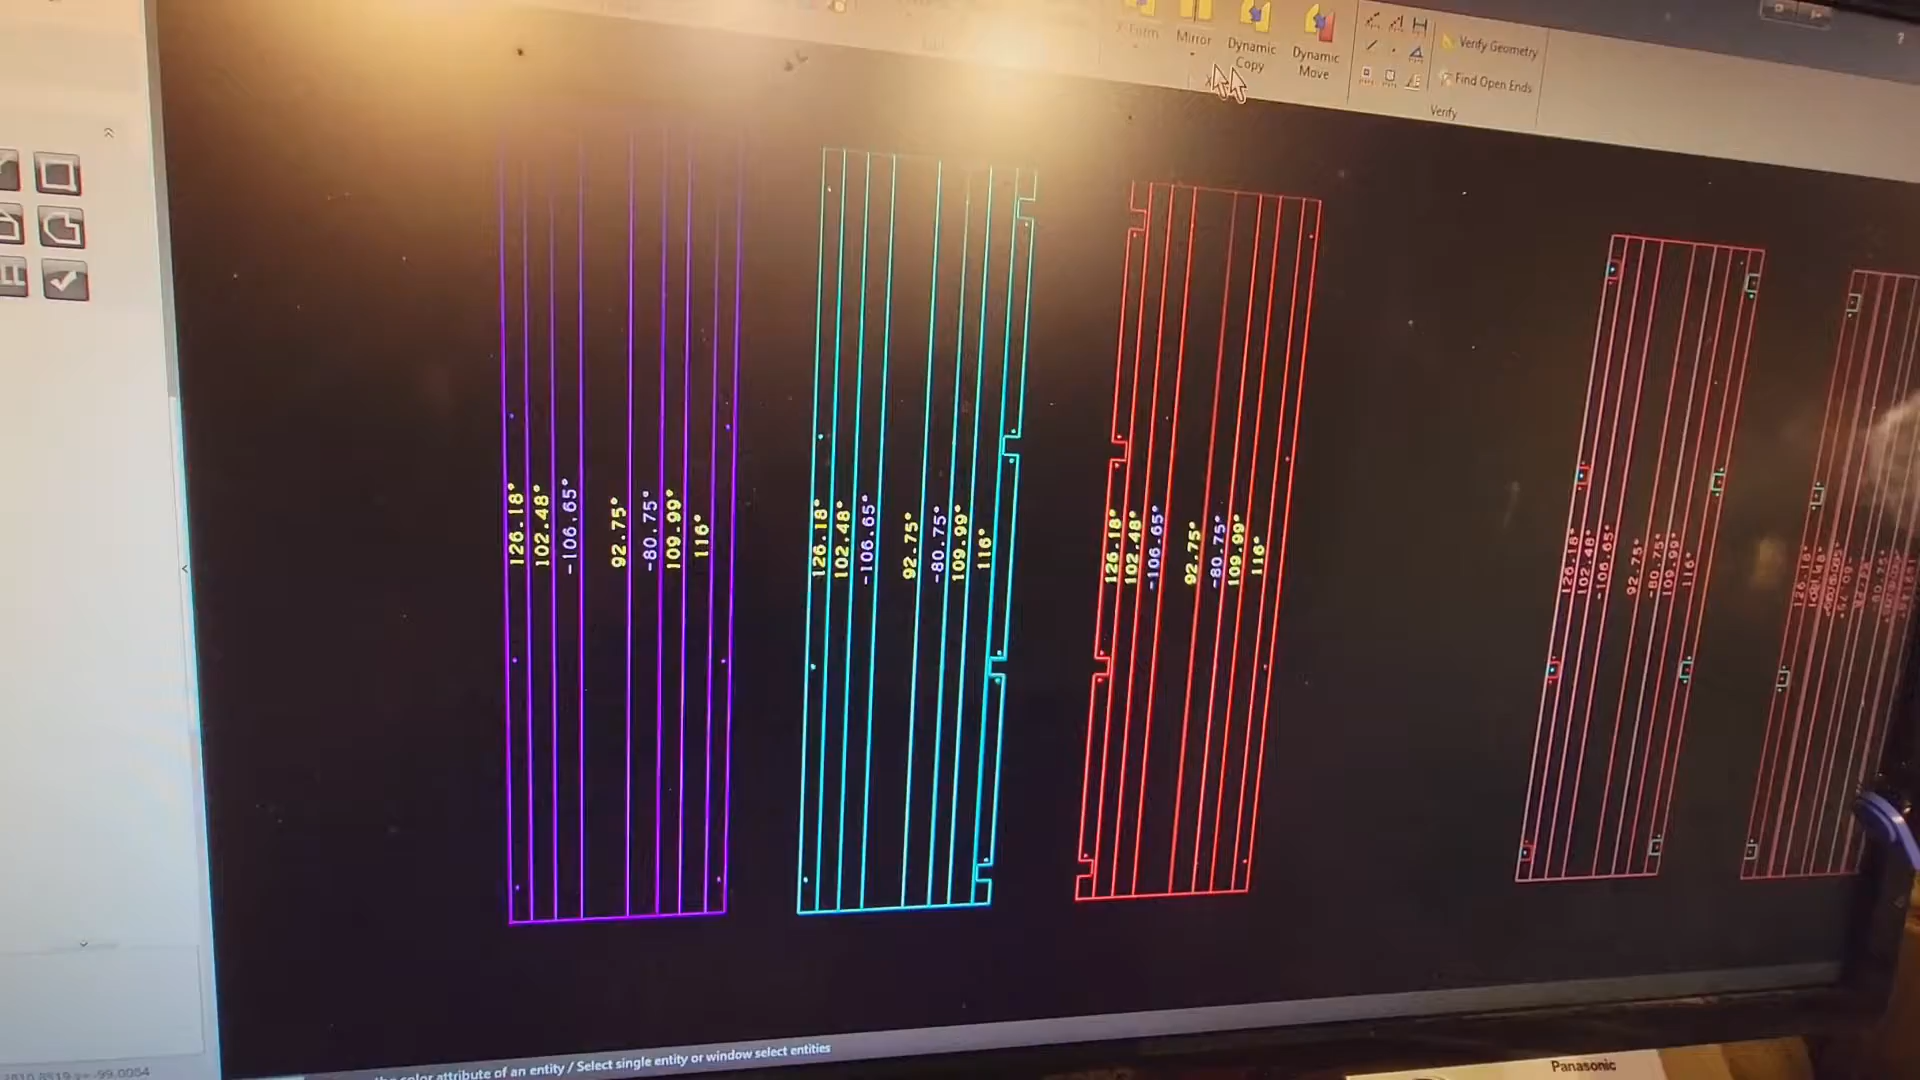 X-Form
Mirror
Dynamic
Copy
Dynamic
Move
Verify Geometry
Find Open Ends
Verify
?
126.18°
102.48°
-106.65°
92.75°
-80.75°
109.99°
116°
126.18°
102.48°
-106.65°
92.75°
-80.75°
109.99°
116°
126.18°
102.48°
-106.65°
92.75°
-80.75°
109.99°
116°
126.18°
102.48°
-106.65°
92.75°
-80.75°
109.99°
116°
126.18°
color attribute of an entity / Select single entity or window select entities
Panasonic